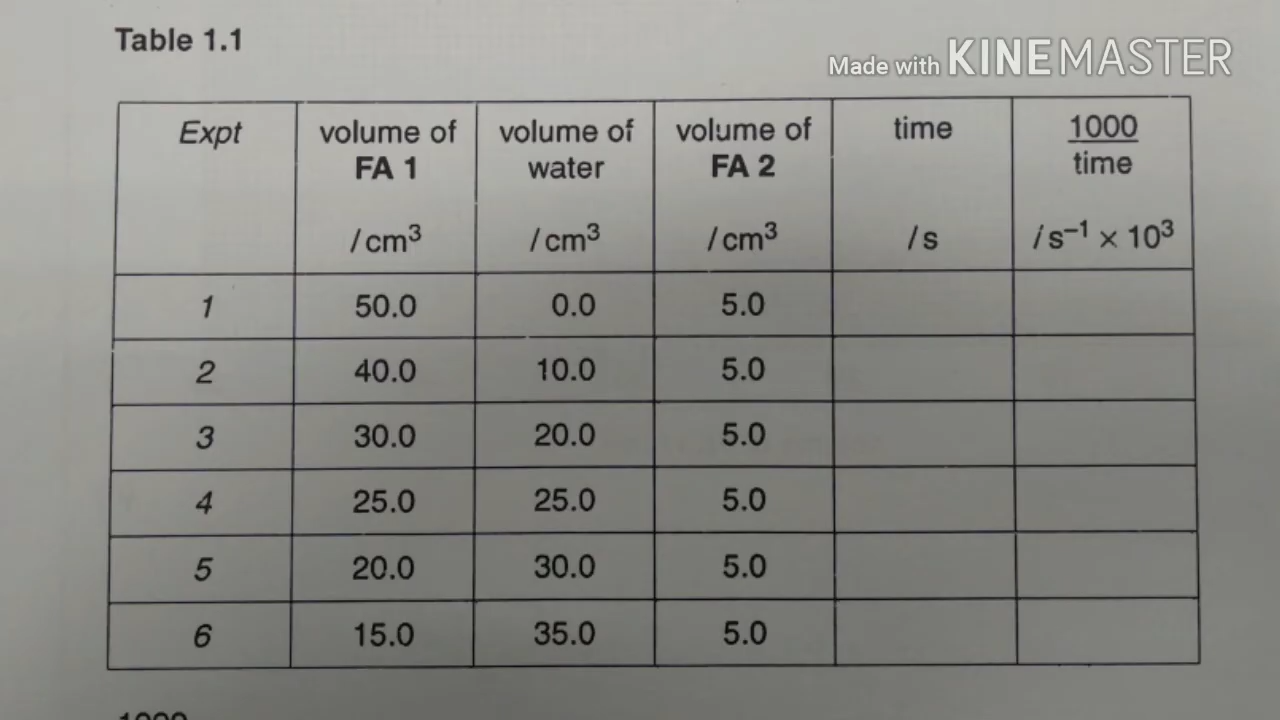 Table 1.1
Made with KINEMASTER
Expt volume of FA 1 /cm³ volume of water /cm³ volume of FA 2 /cm³ time /s 1000 time /s⁻¹ × 10³
1 50.0 0.0 5.0
2 40.0 10.0 5.0
3 30.0 20.0 5.0
4 25.0 25.0 5.0
5 20.0 30.0 5.0
6 15.0 35.0 5.0